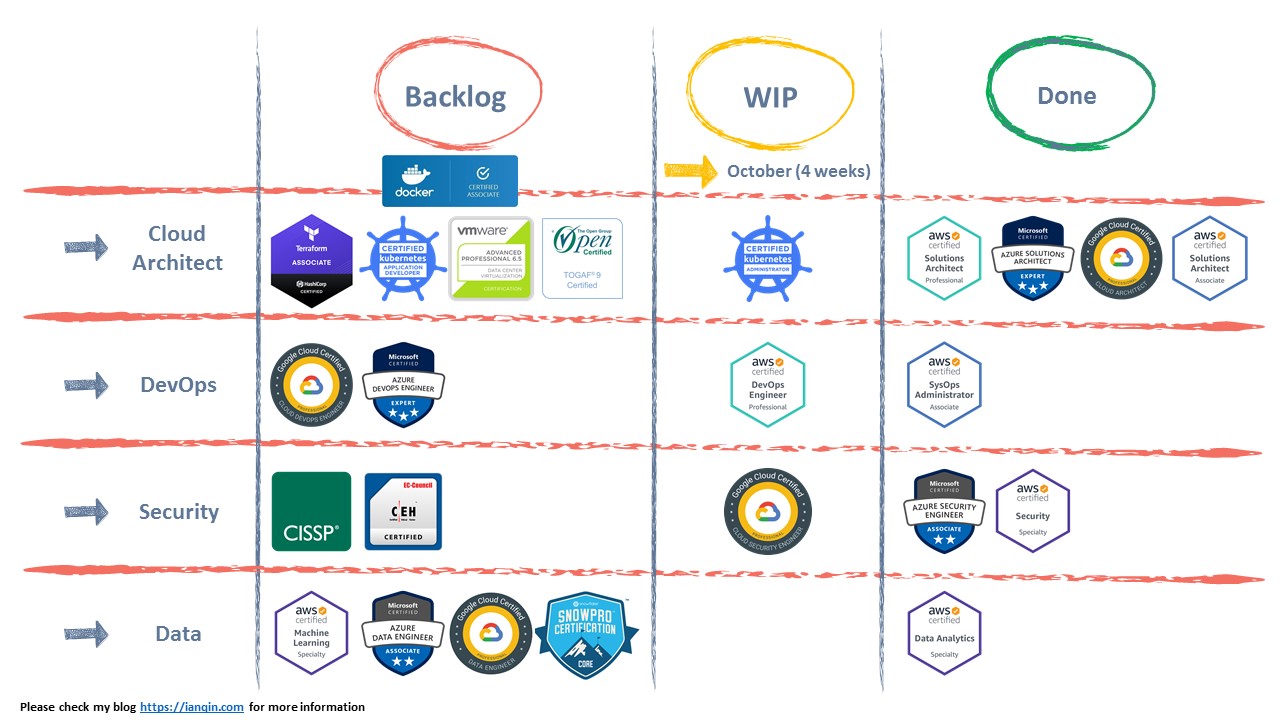 Backlog
WIP
Done
docker
CERTIFIED
ASSOCIATE
October (4 weeks)
Cloud
Architect
Terraform
ASSOCIATE
HashiCorp
CERTIFIED
CERTIFIED
kubernetes
APPLICATION
DEVELOPER
vmware®
ADVANCED
PROFESSIONAL 6.5
DATA CENTER
VIRTUALIZATION
CERTIFICATION
The Open Group
Open
Certified
TOGAF® 9
Certified
CERTIFIED
kubernetes
ADMINISTRATOR
aws
certified
Solutions
Architect
Professional
Microsoft
CERTIFIED
AZURE SOLUTIONS
ARCHITECT
EXPERT
Google Cloud Certified
PROFESSIONAL
CLOUD ARCHITECT
aws
certified
Solutions
Architect
Associate
DevOps
Google Cloud Certified
PROFESSIONAL
CLOUD DEVOPS ENGINEER
Microsoft
CERTIFIED
AZURE
DEVOPS ENGINEER
EXPERT
aws
certified
DevOps
Engineer
Professional
aws
certified
SysOps
Administrator
Associate
Security
CISSP®
EC-Council
CEH
CERTIFIED
Google Cloud Certified
PROFESSIONAL
CLOUD SECURITY ENGINEER
Microsoft
CERTIFIED
AZURE SECURITY
ENGINEER
ASSOCIATE
aws
certified
Security
Specialty
Data
aws
certified
Machine
Learning
Specialty
Microsoft
CERTIFIED
AZURE
DATA ENGINEER
ASSOCIATE
Google Cloud Certified
PROFESSIONAL
DATA ENGINEER
SNOWPRO™
CERTIFICATION
CORE
aws
certified
Data Analytics
Specialty
Please check my blog https://ianqin.com for more information